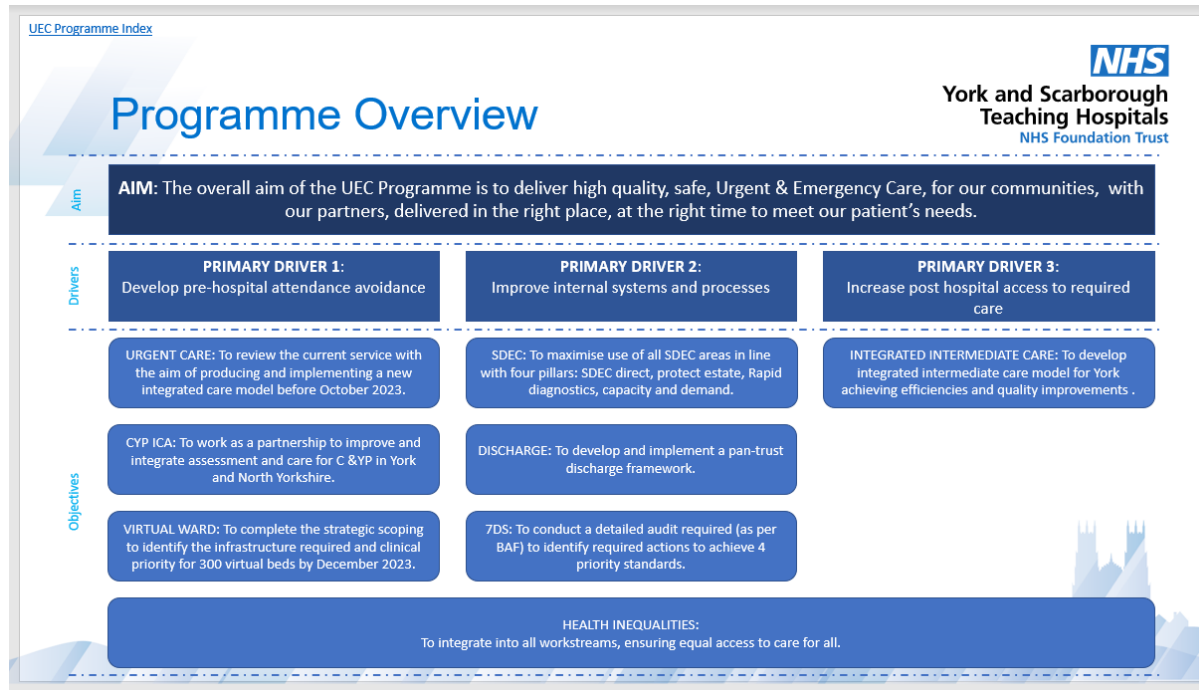 UEC Programme Index
NHS
York and Scarborough
Teaching Hospitals
NHS Foundation Trust
Programme Overview
Aim
AIM: The overall aim of the UEC Programme is to deliver high quality, safe, Urgent & Emergency Care, for our communities, with
our partners, delivered in the right place, at the right time to meet our patient's needs.
Drivers
PRIMARY DRIVER 1:
Develop pre-hospital attendance avoidance
PRIMARY DRIVER 2:
Improve internal systems and processes
PRIMARY DRIVER 3:
Increase post hospital access to required
care
Objectives
URGENT CARE: To review the current service with
the aim of producing and implementing a new
integrated care model before October 2023.
SDEC: To maximise use of all SDEC areas in line
with four pillars: SDEC direct, protect estate, Rapid
diagnostics, capacity and demand.
INTEGRATED INTERMEDIATE CARE: To develop
integrated intermediate care model for York
achieving efficiencies and quality improvements .
CYP ICA: To work as a partnership to improve and
integrate assessment and care for C &YP in York
and North Yorkshire.
DISCHARGE: To develop and implement a pan-trust
discharge framework.
VIRTUAL WARD: To complete the strategic scoping
to identify the infrastructure required and clinical
priority for 300 virtual beds by December 2023.
7DS: To conduct a detailed audit required (as per
BAF) to identify required actions to achieve 4
priority standards.
HEALTH INEQUALITIES:
To integrate into all workstreams, ensuring equal access to care for all.